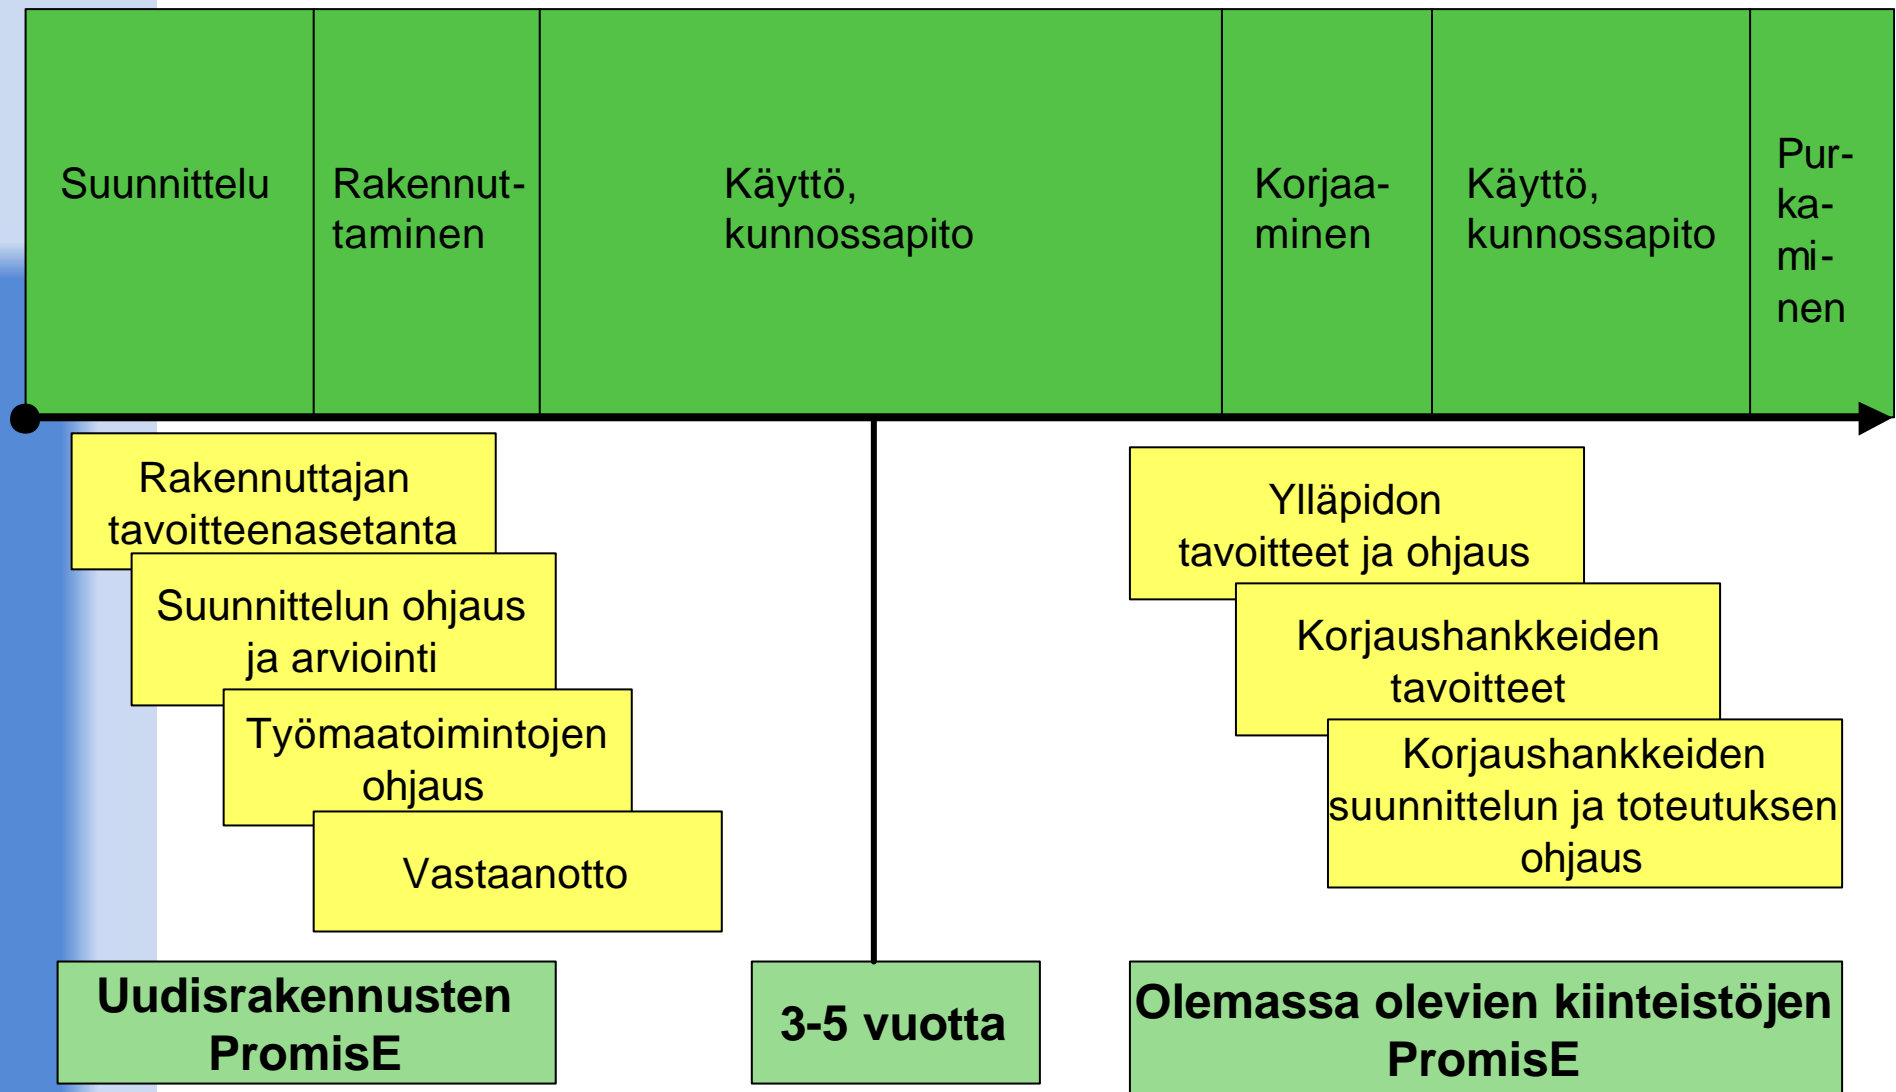 Suunnittelu
Rakennut-
taminen
Käyttö,
kunnossapito
Korjaa-
minen
Käyttö,
kunnossapito
Pur-
ka-
mi-
nen
Rakennuttajan
tavoitteenasetanta
Suunnittelun ohjaus
ja arviointi
Työmaatoimintojen
ohjaus
Vastaanotto
Ylläpidon
tavoitteet ja ohjaus
Korjaushankkeiden
tavoitteet
Korjaushankkeiden
suunnittelun ja toteutuksen
ohjaus
Uudisrakennusten
PromisE
3-5 vuotta
Olemassa olevien kiinteistöjen
PromisE